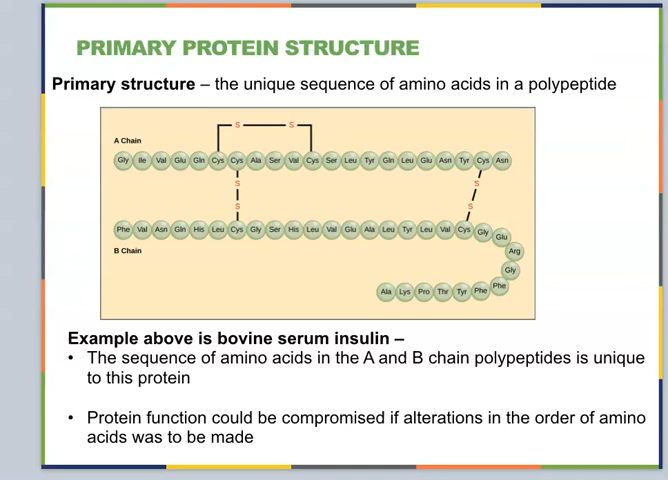 PRIMARY PROTEIN STRUCTURE
Primary structure – the unique sequence of amino acids in a polypeptide
S S
A Chain
Gly Ile Val Glu Gln Cys Cys Ala Ser Val Cys Ser Leu Tyr Gln Leu Glu Asn Tyr Cys Asn
S S
S S
Phe Val Asn Gln His Leu Cys Gly Ser His Leu Val Glu Ala Leu Tyr Leu Val Cys Gly Glu
B Chain Arg
Gly
Ala Lys Pro Thr Tyr Phe Phe
Example above is bovine serum insulin –
• The sequence of amino acids in the A and B chain polypeptides is unique
to this protein
• Protein function could be compromised if alterations in the order of amino
acids was to be made